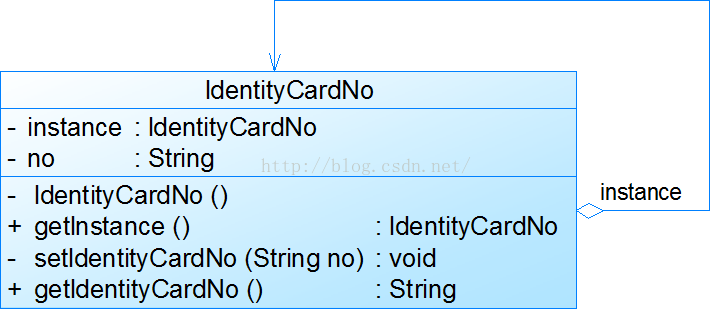 IdentityCardNo
- instance : IdentityCardNo
- no : String
http://blog.csdn.net/
- IdentityCardNo ()
+ getInstance () : IdentityCardNo
- setIdentityCardNo (String no) : void
+ getIdentityCardNo () : String
instance